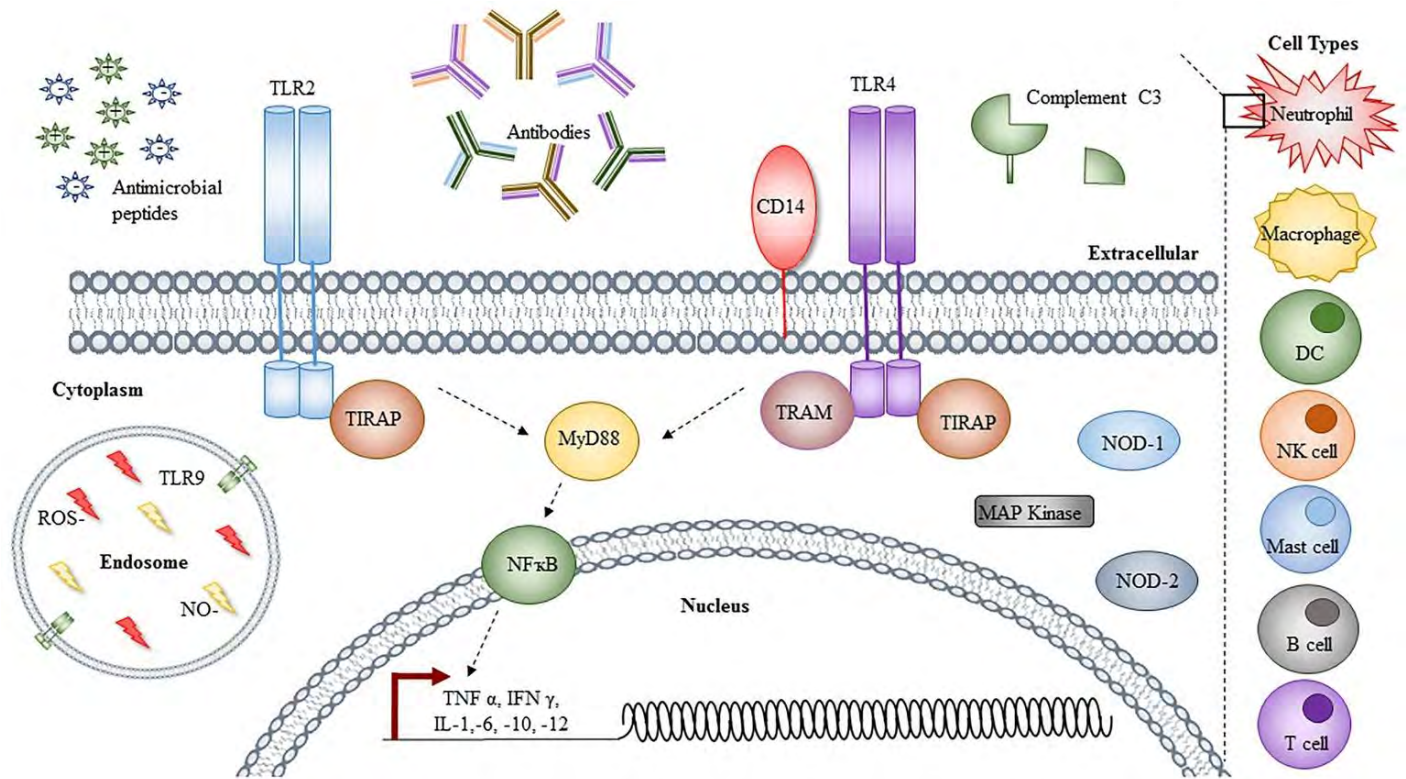 Cell Types
TLR2
TLR4
Complement C3
Neutrophil
Antibodies
Antimicrobial
peptides
CD14
Macrophage
Extracellular
DC
Cytoplasm
TIRAP
MyD88
TRAM
TIRAP
NOD-1
NK cell
TLR9
ROS-
MAP Kinase
Mast cell
Endosome
NFκB
NOD-2
NO-
Nucleus
B cell
TNF α, IFN γ,
IL-1,-6, -10, -12
T cell
+
+
+
+
-
-
-
-